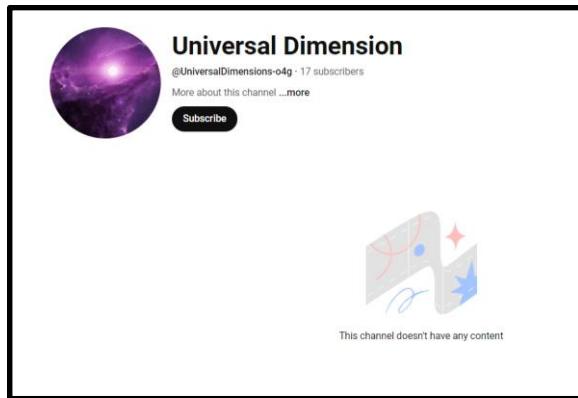 Universal Dimension
@UniversalDimensions-o4g · 17 subscribers
More about this channel ...more
Subscribe
This channel doesn't have any content